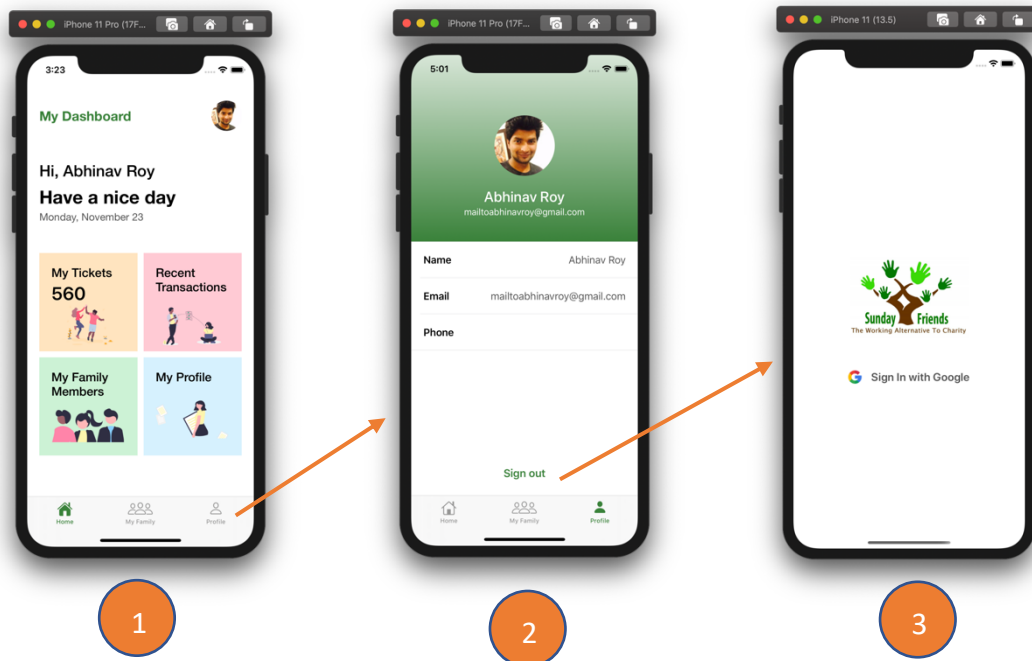 iPhone 11 Pro (17F...
3:23
My Dashboard
Hi, Abhinav Roy
Have a nice day
Monday, November 23
My Tickets
560
Recent
Transactions
My Family
Members
My Profile
Home
My Family
Profile
1
iPhone 11 Pro (17F...
5:01
Abhinav Roy
mailtoabhinavroy@gmail.com
Name
Abhinav Roy
Email
mailtoabhinavroy@gmail.com
Phone
Sign out
Home
My Family
Profile
2
iPhone 11 (13.5)
Sunday Friends
The Working Alternative To Charity
Sign In with Google
3